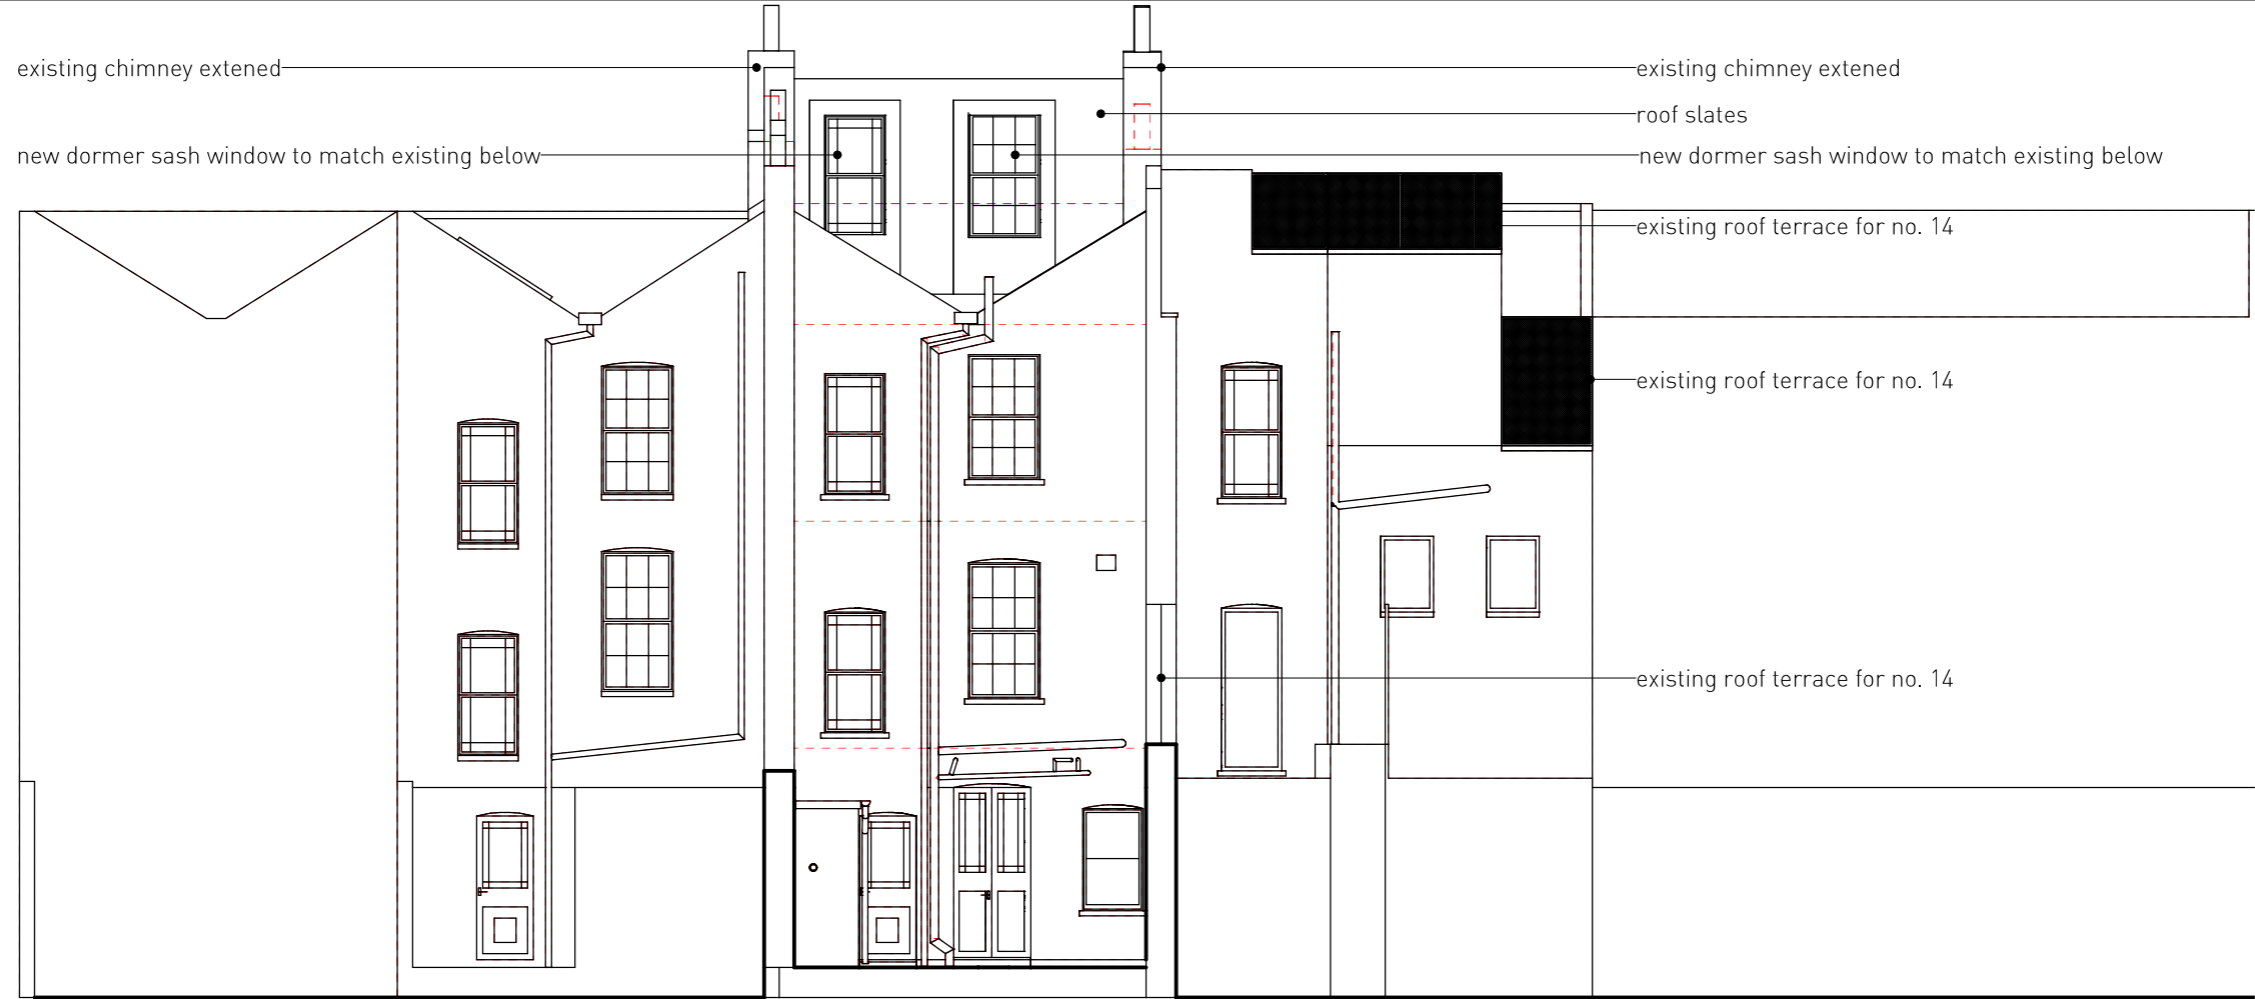 existing chimney extened
existing chimney extened
roof slates
new dormer sash window to match existing below
new dormer sash window to match existing below
existing roof terrace for no. 14
existing roof terrace for no. 14
existing roof terrace for no. 14